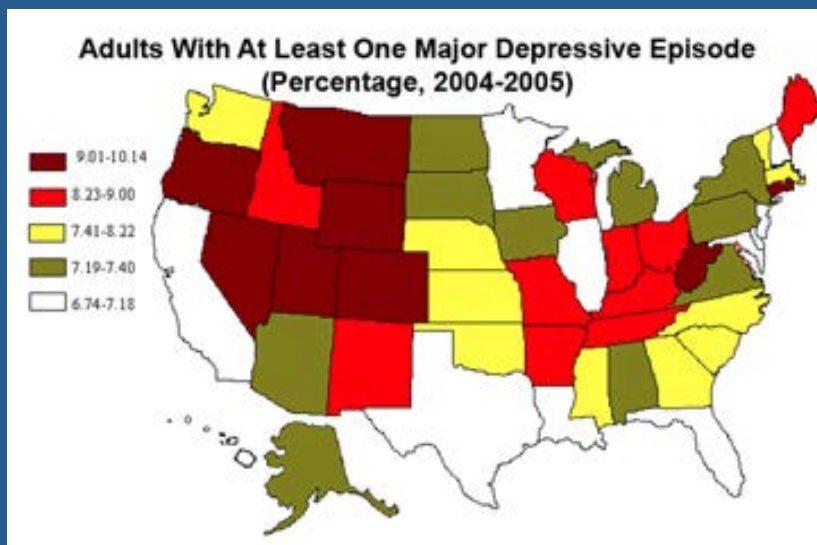 Adults With At Least One Major Depressive Episode
(Percentage, 2004-2005)
9.01-10.14
8.23-9.00
7.41-8.22
7.19-7.40
6.74-7.18